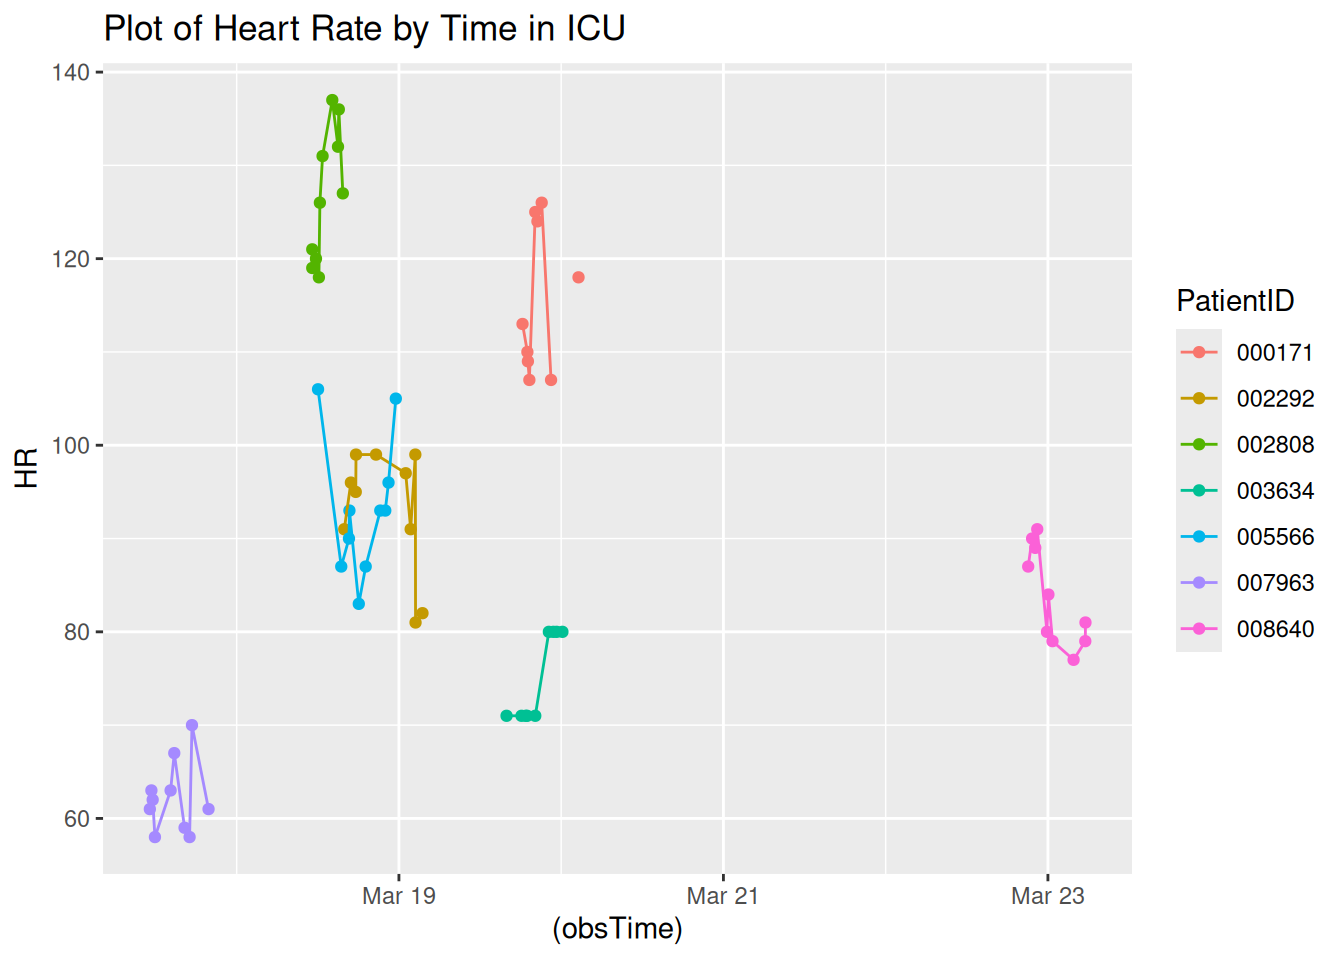 Plot of Heart Rate by Time in ICU
140
120
100
80
60
HR
Mar 19
Mar 21
Mar 23
(obsTime)
PatientID
000171
002292
002808
003634
005566
007963
008640